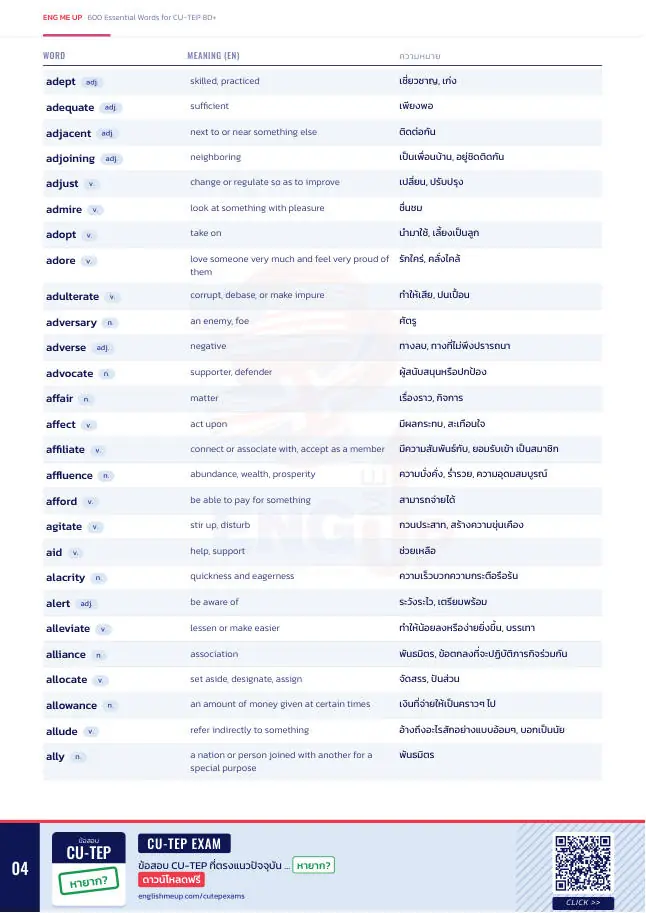 ENG ME UP 600 Essential Words for CU-TEP 80+
WORD MEANING (EN) ความหมาย
adept adj. skilled, practiced เชี่ยวชาญ, เก่ง
adequate adj. sufficient เพียงพอ
adjacent adj. next to or near something else ติดต่อกัน
adjoining adj. neighboring เป็นเพื่อนบ้าน, อยู่ชิดติดกัน
adjust v. change or regulate so as to improve เปลี่ยน, ปรับปรุง
admire v. look at something with pleasure ชื่นชม
adopt v. take on นำมาใช้, เลี้ยงเป็นลูก
adore v. love someone very much and feel very proud of รักใคร่, คลั่งไคล้
them
adulterate v. corrupt, debase, or make impure ทำให้เสีย, ปนเปื้อน
adversary n. an enemy, foe ศัตรู
adverse adj. negative ทางลบ, ทางที่ไม่พึงปรารถนา
advocate n. supporter, defender ผู้สนับสนุนหรือปกป้อง
affair n. matter เรื่องราว, กิจการ
affect v. act upon มีผลกระทบ, สะเทือนใจ
affiliate v. connect or associate with, accept as a member มีความสัมพันธ์กับ, ยอมรับเข้า เป็นสมาชิก
affluence n. abundance, wealth, prosperity ความมั่งคั่ง, ร่ำรวย, ความอุดมสมบูรณ์
afford v. be able to pay for something สามารถจ่ายได้
agitate v. stir up, disturb กวนประสาท, สร้างความขุ่นเคือง
aid v. help, support ช่วยเหลือ
alacrity n. quickness and eagerness ความเร็วบวกความกระตือรือร้น
alert adj. be aware of ระวังระไว, เตรียมพร้อม
alleviate v. lessen or make easier ทำให้น้อยลงหรือง่ายยิ่งขึ้น, บรรเทา
alliance n. association พันธมิตร, ข้อตกลงที่จะปฏิบัติภารกิจร่วมกัน
allocate v. set aside, designate, assign จัดสรร, ปันส่วน
allowance n. an amount of money given at certain times เงินที่จ่ายให้เป็นคราวๆ ไป
allude v. refer indirectly to something อ้างถึงอะไรสักอย่างแบบอ้อมๆ, บอกเป็นนัย
ally n. a nation or person joined with another for a พันธมิตร
special purpose
ENG ME UP
04
ข้อสอบ
CU-TEP
หายาก?
CU-TEP EXAM
ข้อสอบ CU-TEP ที่ตรงแนวปัจจุบัน ... หายาก?
ดาวน์โหลดฟรี
englishmeup.com/cutepexams
CLICK >>